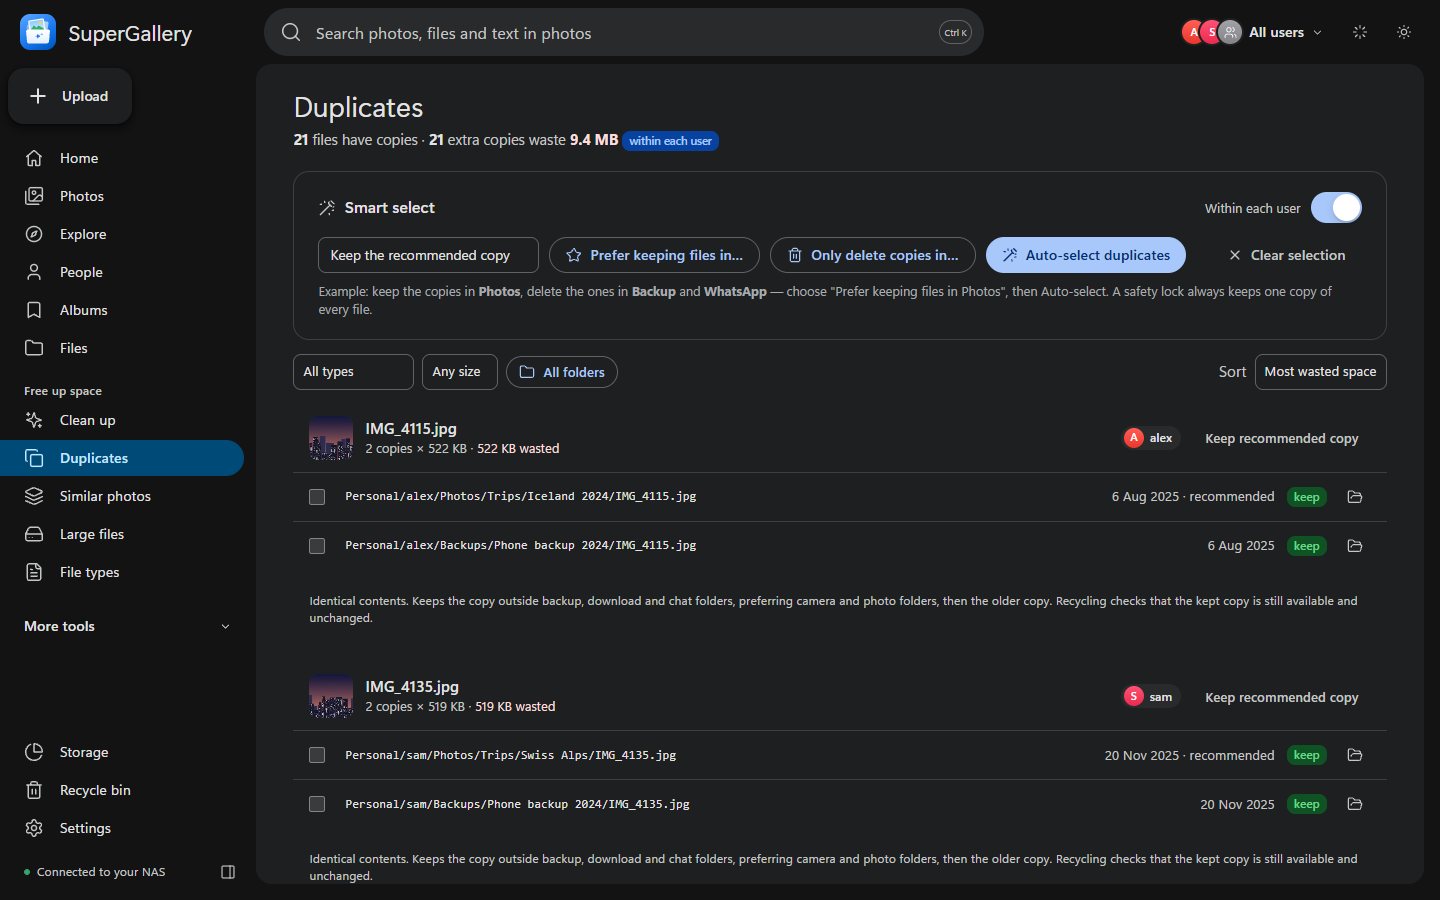 SuperGallery
Search photos, files and text in photos
Ctrl K
A
S
All users
Upload
Home
Photos
Explore
People
Albums
Files
Free up space
Clean up
Duplicates
Similar photos
Large files
File types
More tools
Storage
Recycle bin
Settings
Connected to your NAS
Duplicates
21 files have copies · 21 extra copies waste 9.4 MB within each user
Smart select
Within each user
Keep the recommended copy
Prefer keeping files in...
Only delete copies in...
Auto-select duplicates
Clear selection
Example: keep the copies in Photos, delete the ones in Backup and WhatsApp — choose "Prefer keeping files in Photos", then Auto-select. A safety lock always keeps one copy of
every file.
All types
Any size
All folders
Sort
Most wasted space
IMG_4115.jpg
2 copies × 522 KB · 522 KB wasted
A alex
Keep recommended copy
Personal/alex/Photos/Trips/Iceland 2024/IMG_4115.jpg
6 Aug 2025 · recommended
keep
Personal/alex/Backups/Phone backup 2024/IMG_4115.jpg
6 Aug 2025
keep
Identical contents. Keeps the copy outside backup, download and chat folders, preferring camera and photo folders, then the older copy. Recycling checks that the kept copy is still available and
unchanged.
IMG_4135.jpg
2 copies × 519 KB · 519 KB wasted
S sam
Keep recommended copy
Personal/sam/Photos/Trips/Swiss Alps/IMG_4135.jpg
20 Nov 2025 · recommended
keep
Personal/sam/Backups/Phone backup 2024/IMG_4135.jpg
20 Nov 2025
keep
Identical contents. Keeps the copy outside backup, download and chat folders, preferring camera and photo folders, then the older copy. Recycling checks that the kept copy is still available and
unchanged.